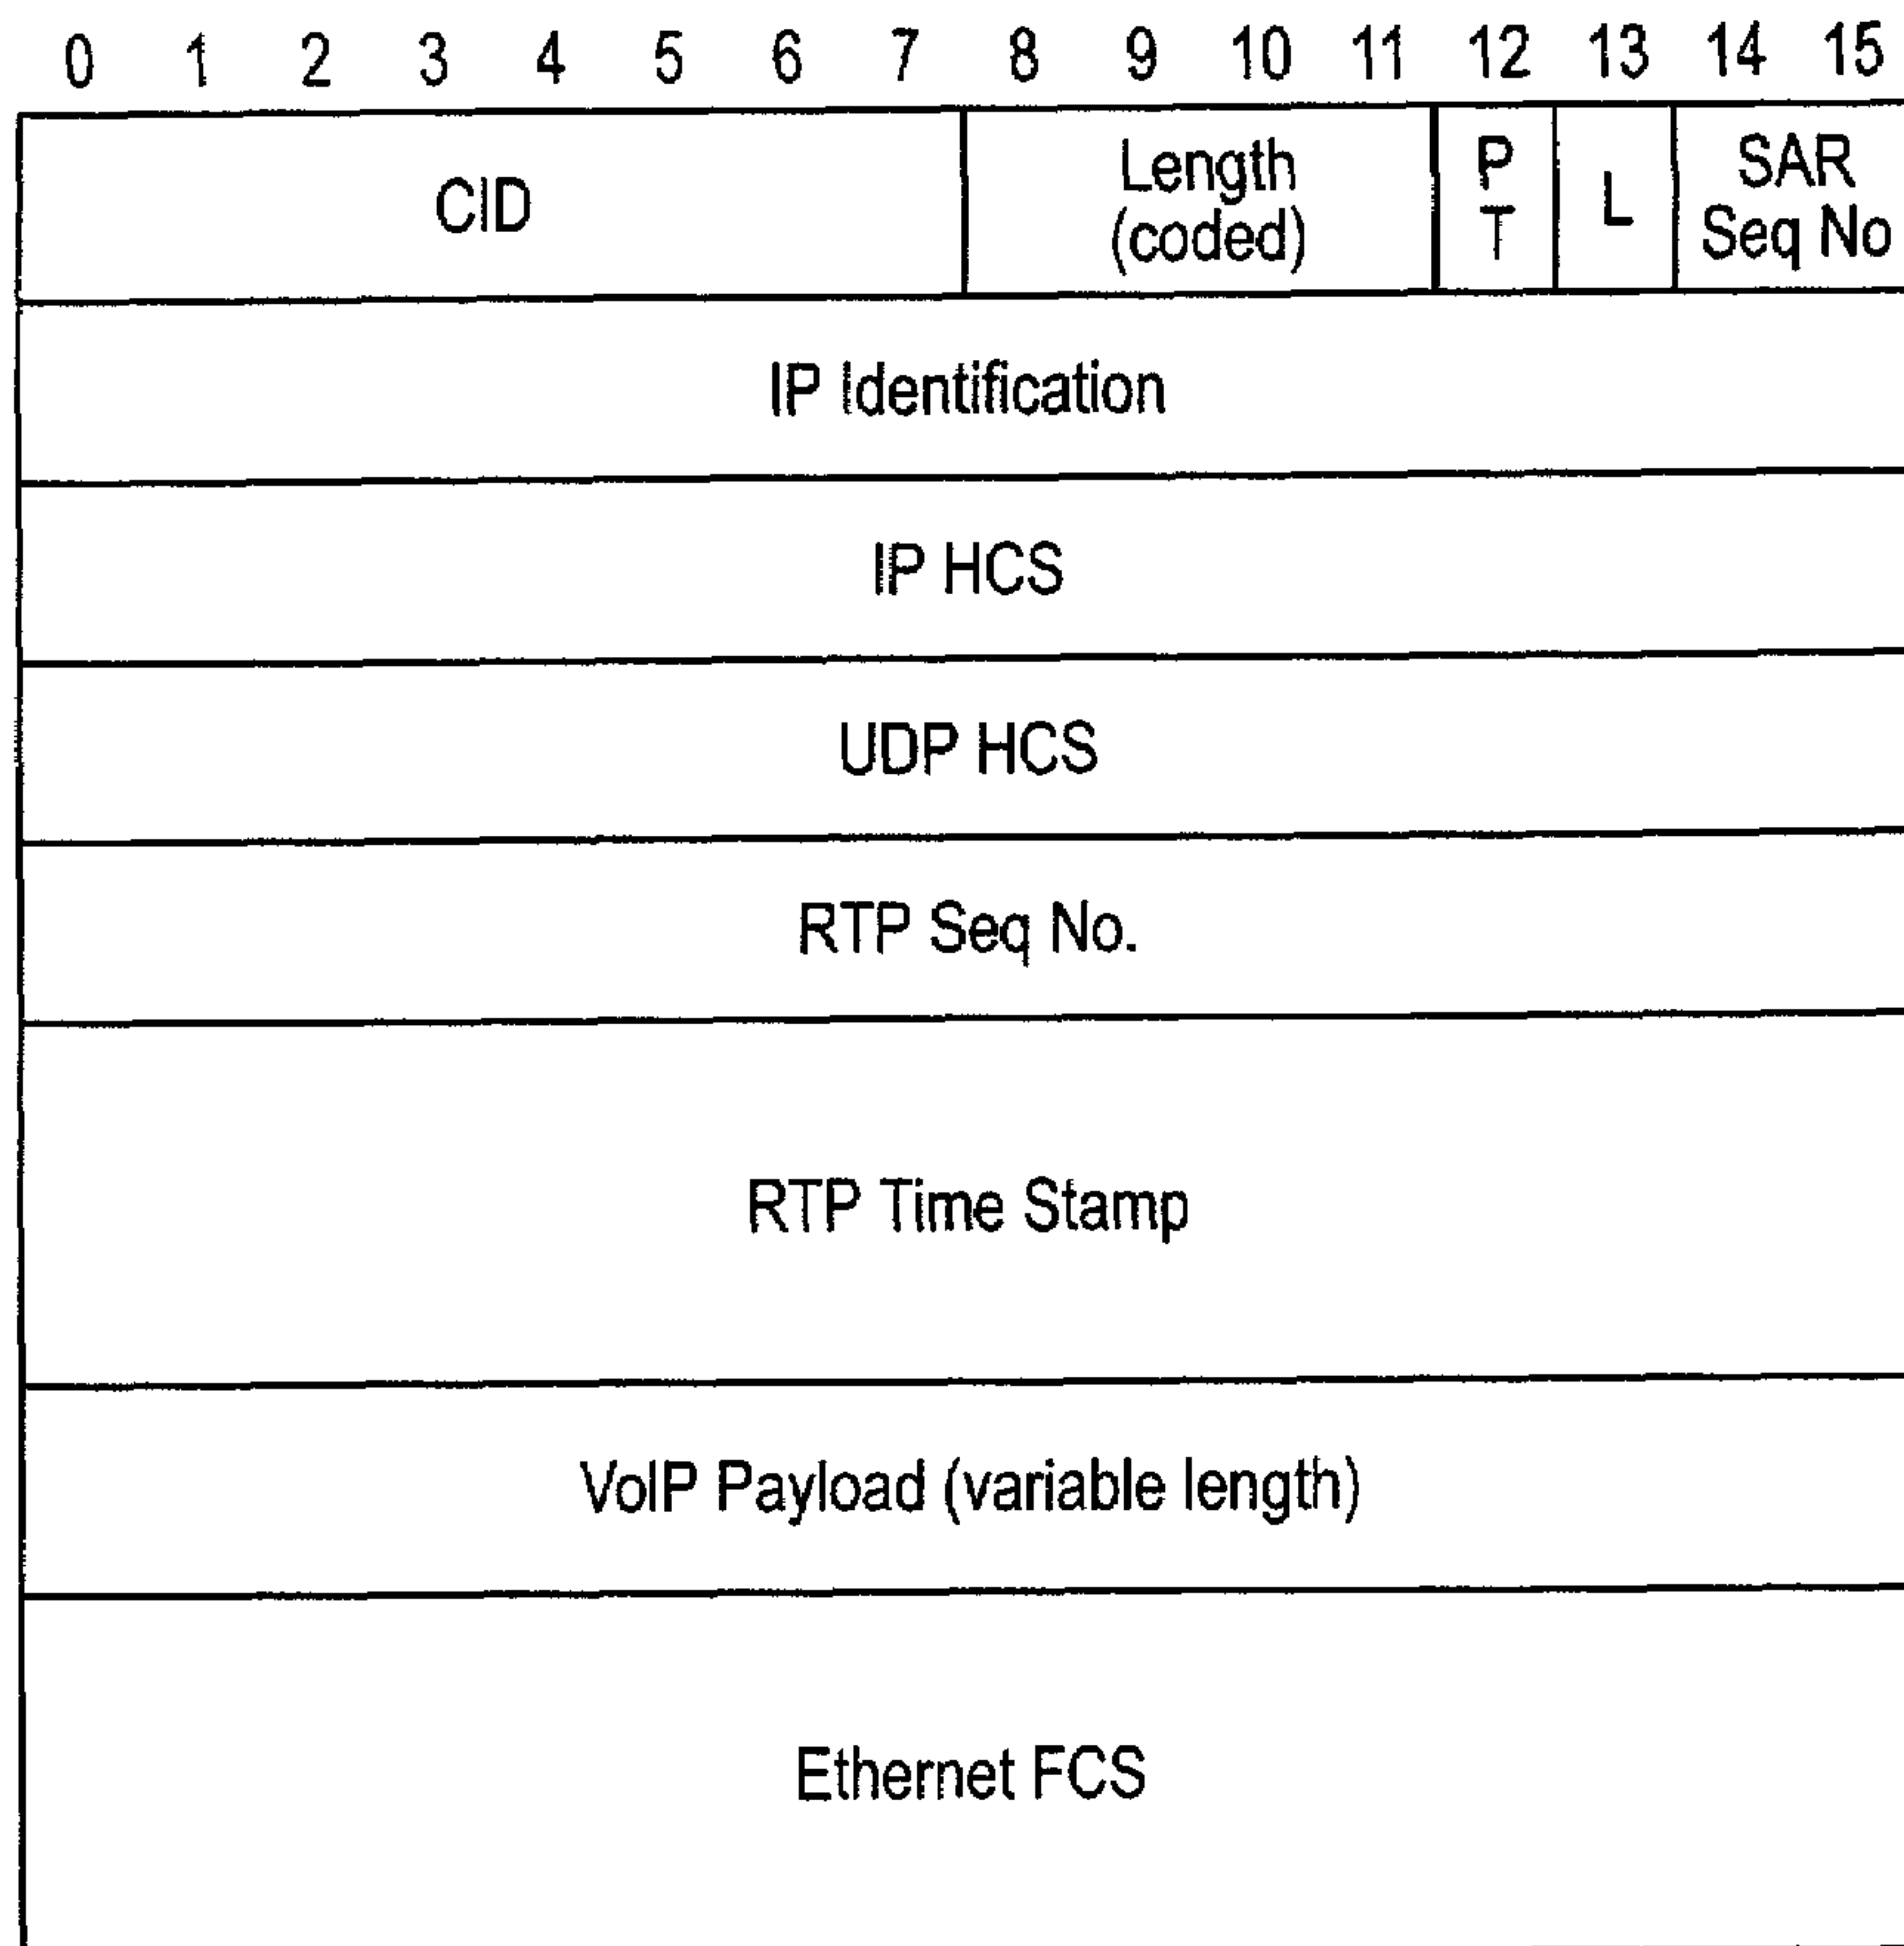 0 1 2 3 4 5 6 7 8 9 10 11 12 13 14 15
CID
Length
(coded)
P
T
L
SAR
Seq No
IP Identification
IP HCS
UDP HCS
RTP Seq No.
RTP Time Stamp
VoIP Payload (variable length)
Ethernet FCS